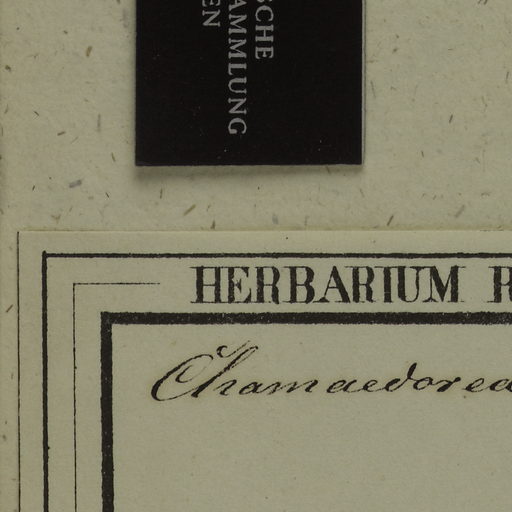 SCHE
AMMLUNG
EN
HERBARIUM R
Chamaedorea